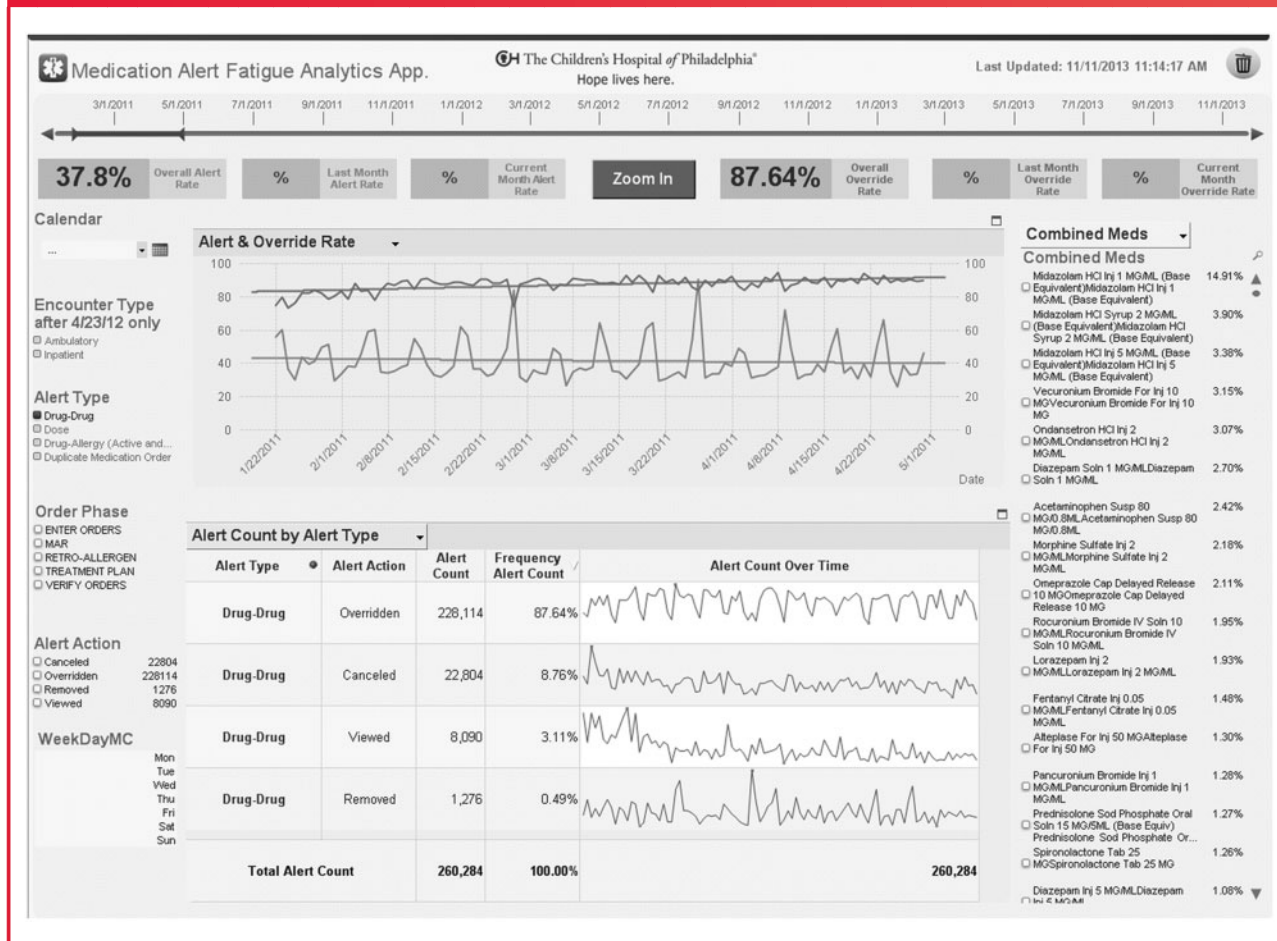 Medication Alert Fatigue Analytics App.
The Children's Hospital of Philadelphia®
Hope lives here.
Last Updated: 11/11/2013 11:14:17 AM
3/1/2011 5/1/2011 7/1/2011 9/1/2011 11/1/2011 1/1/2012 3/1/2012 5/1/2012 7/1/2012 9/1/2012 11/1/2012 1/1/2013 3/1/2013 5/1/2013 7/1/2013 9/1/2013 11/1/2013
37.8%
Overall Alert
Rate
%
Last Month
Alert Rate
%
Current
Month Alert
Rate
Zoom In
87.64%
Overall
Override
Rate
%
Last Month
Override
Rate
%
Current
Month
Override Rate
Calendar
...
Encounter Type
after 4/23/12 only
Ambulatory
Inpatient
Alert Type
Drug-Drug
Dose
Drug-Allergy (Active and...
Duplicate Medication Order
Order Phase
ENTER ORDERS
MAR
RETRO-ALLERGEN
TREATMENT PLAN
VERIFY ORDERS
Alert Action
Canceled 22804
Overridden 228114
Removed 1276
Viewed 8090
WeekDayMC
Mon
Tue
Wed
Thu
Fri
Sat
Sun
Alert & Override Rate
100 100
80 80
60 60
40 40
20 20
0 0
1/22/2011 2/1/2011 2/8/2011 2/15/2011 2/22/2011 3/1/2011 3/8/2011 3/15/2011 3/22/2011 4/1/2011 4/8/2011 4/15/2011 4/22/2011 5/1/2011
Date
Alert Count by Alert Type
Alert Type Alert Action Alert Count Frequency Alert Count Alert Count Over Time
Drug-Drug Overridden 228,114 87.64%
Drug-Drug Canceled 22,804 8.76%
Drug-Drug Viewed 8,090 3.11%
Drug-Drug Removed 1,276 0.49%
Total Alert Count 260,284 100.00% 260,284
Combined Meds
Combined Meds
Midazolam HCl Inj 1 MG/ML (Base 14.91%
Equivalent)Midazolam HCl Inj 1
MG/ML (Base Equivalent)
Midazolam HCl Syrup 2 MG/ML 3.90%
(Base Equivalent)Midazolam HCl
Syrup 2 MG/ML (Base Equivalent)
Midazolam HCl Inj 5 MG/ML (Base 3.38%
Equivalent)Midazolam HCl Inj 5
MG/ML (Base Equivalent)
Vecuronium Bromide For Inj 10 3.15%
MGVecuronium Bromide For Inj 10
MG
Ondansetron HCl Inj 2 3.07%
MG/MLOndansetron HCl Inj 2
MG/ML
Diazepam Soln 1 MG/MLDiazepam 2.70%
Soln 1 MG/ML
Acetaminophen Susp 80 2.42%
MG/0.8MLAcetaminophen Susp 80
MG/0.8ML
Morphine Sulfate Inj 2 2.18%
MG/MLMorphine Sulfate Inj 2
MG/ML
Omeprazole Cap Delayed Release 2.11%
10 MGOmeprazole Cap Delayed
Release 10 MG
Rocuronium Bromide IV Soln 10 1.95%
MG/MLRocuronium Bromide IV
Soln 10 MG/ML
Lorazepam Inj 2 1.93%
MG/MLLorazepam Inj 2 MG/ML
Fentanyl Citrate Inj 0.05 1.48%
MG/MLFentanyl Citrate Inj 0.05
MG/ML
Alteplase For Inj 50 MGAlteplase 1.30%
For Inj 50 MG
Pancuronium Bromide Inj 1 1.28%
MG/MLPancuronium Bromide Inj 1
MG/ML
Prednisolone Sod Phosphate Oral 1.27%
Soln 15 MG/5ML (Base Equiv)
Prednisolone Sod Phosphate Or...
Spironolactone Tab 25 1.26%
MGSpironolactone Tab 25 MG
Diazepam Inj 5 MG/MLDiazepam 1.08%
Inj 5 MG/ML